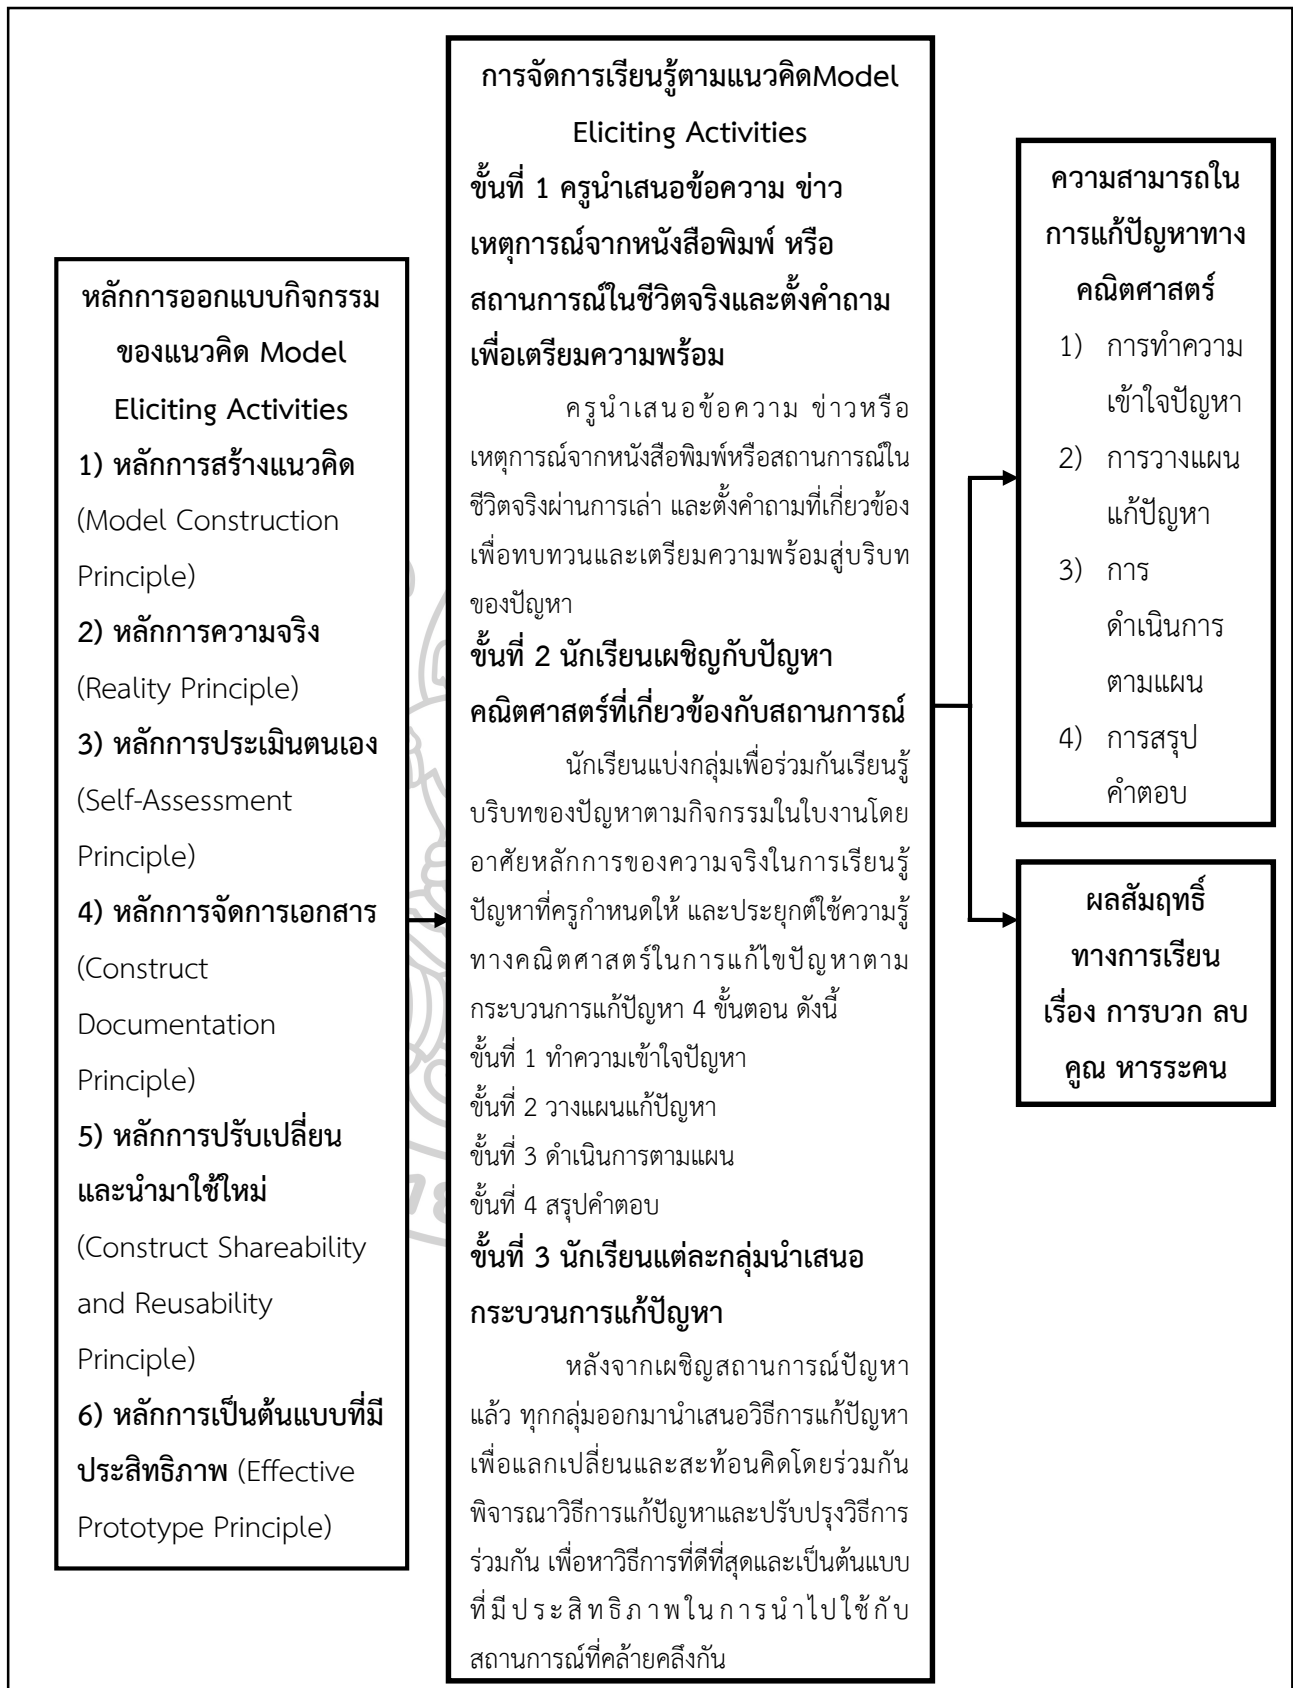 หลักการออกแบบกิจกรรม
ของแนวคิด Model
Eliciting Activities
1) หลักการสร้างแนวคิด
(Model Construction
Principle)
2) หลักการความจริง
(Reality Principle)
3) หลักการประเมินตนเอง
(Self-Assessment
Principle)
4) หลักการจัดการเอกสาร
(Construct
Documentation
Principle)
5) หลักการปรับเปลี่ยน
และนำมาใช้ใหม่
(Construct Shareability
and Reusability
Principle)
6) หลักการเป็นต้นแบบที่มี
ประสิทธิภาพ (Effective
Prototype Principle)
การจัดการเรียนรู้ตามแนวคิดModel
Eliciting Activities
ขั้นที่ 1 ครูนำเสนอข้อความ ข่าว
เหตุการณ์จากหนังสือพิมพ์ หรือ
สถานการณ์ในชีวิตจริงและตั้งคำถาม
เพื่อเตรียมความพร้อม
ครูนำเสนอข้อความ ข่าวหรือ
เหตุการณ์จากหนังสือพิมพ์หรือสถานการณ์ใน
ชีวิตจริงผ่านการเล่า และตั้งคำถามที่เกี่ยวข้อง
เพื่อทบทวนและเตรียมความพร้อมสู่บริบท
ของปัญหา
ขั้นที่ 2 นักเรียนเผชิญกับปัญหา
คณิตศาสตร์ที่เกี่ยวข้องกับสถานการณ์
นักเรียนแบ่งกลุ่มเพื่อร่วมกันเรียนรู้
บริบทของปัญหาตามกิจกรรมในใบงานโดย
อาศัยหลักการของความจริงในการเรียนรู้
ปัญหาที่ครูกำหนดให้ และประยุกต์ใช้ความรู้
ทางคณิตศาสตร์ในการแก้ไขปัญหาตาม
กระบวนการแก้ปัญหา 4 ขั้นตอน ดังนี้
ขั้นที่ 1 ทำความเข้าใจปัญหา
ขั้นที่ 2 วางแผนแก้ปัญหา
ขั้นที่ 3 ดำเนินการตามแผน
ขั้นที่ 4 สรุปคำตอบ
ขั้นที่ 3 นักเรียนแต่ละกลุ่มนำเสนอ
กระบวนการแก้ปัญหา
หลังจากเผชิญสถานการณ์ปัญหา
แล้ว ทุกกลุ่มออกมานำเสนอวิธีการแก้ปัญหา
เพื่อแลกเปลี่ยนและสะท้อนคิดโดยร่วมกัน
พิจารณาวิธีการแก้ปัญหาและปรับปรุงวิธีการ
ร่วมกัน เพื่อหาวิธีการที่ดีที่สุดและเป็นต้นแบบ
ที่มีประสิทธิภาพในการนำไปใช้กับ
สถานการณ์ที่คล้ายคลึงกัน
ความสามารถใน
การแก้ปัญหาทาง
คณิตศาสตร์
1) การทำความ
เข้าใจปัญหา
2) การวางแผน
แก้ปัญหา
3) การ
ดำเนินการ
ตามแผน
4) การสรุป
คำตอบ
ผลสัมฤทธิ์
ทางการเรียน
เรื่อง การบวก ลบ
คูณ หารระคน